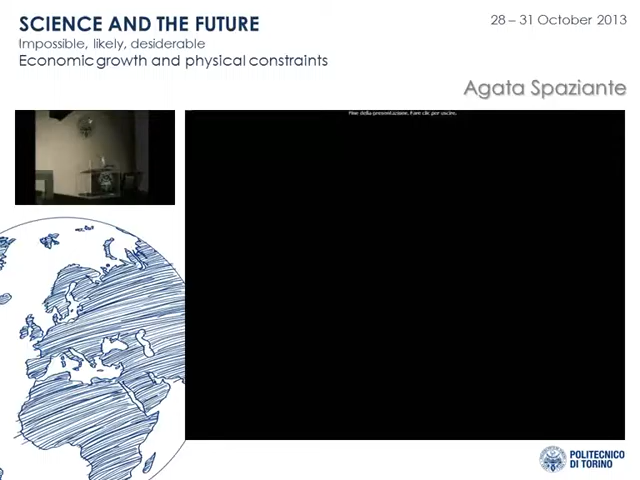 SCIENCE AND THE FUTURE
Impossible, likely, desiderable
Economic growth and physical constraints
28 – 31 October 2013
Agata Spaziante
Fine della presentazione. Fare clic per uscire.
POLITECNICO
DI TORINO